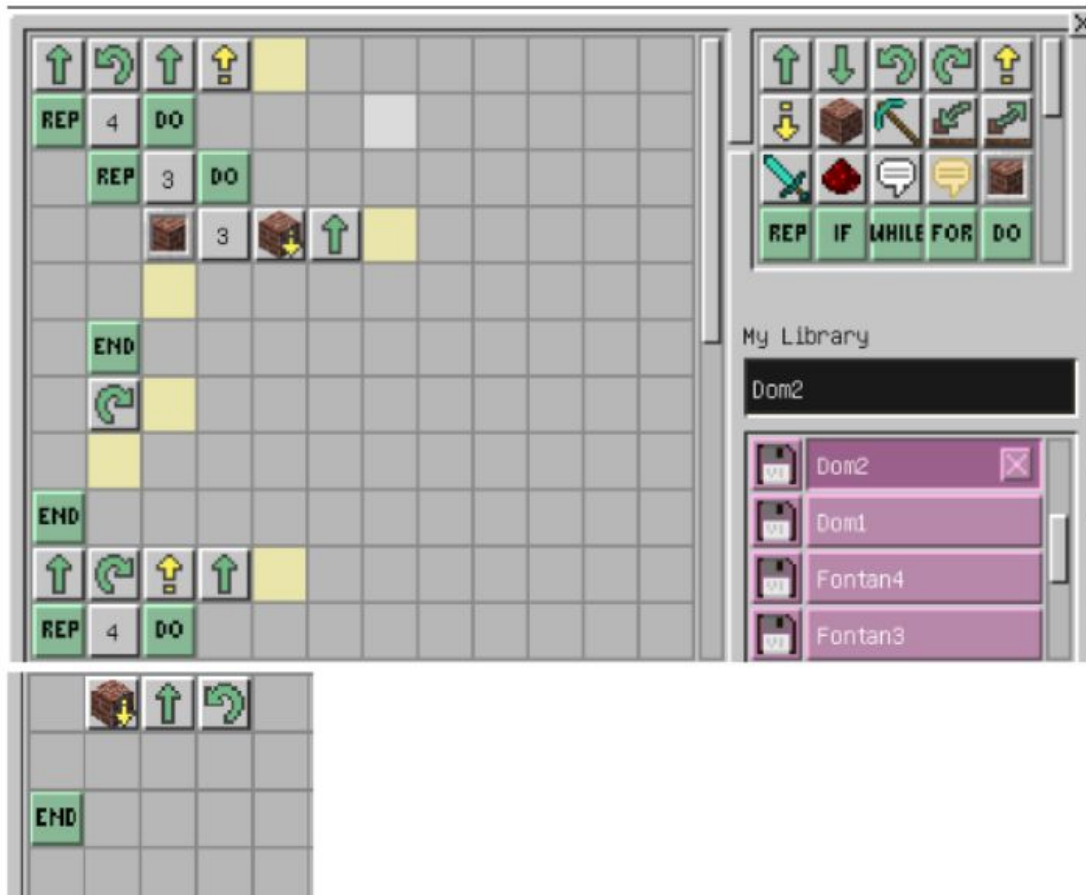 REP 4 DO
REP 3 DO
3
END
END
REP 4 DO
END
REP IF WHILE FOR DO
My Library
Dom2
Dom2
Dom1
Fontan4
Fontan3